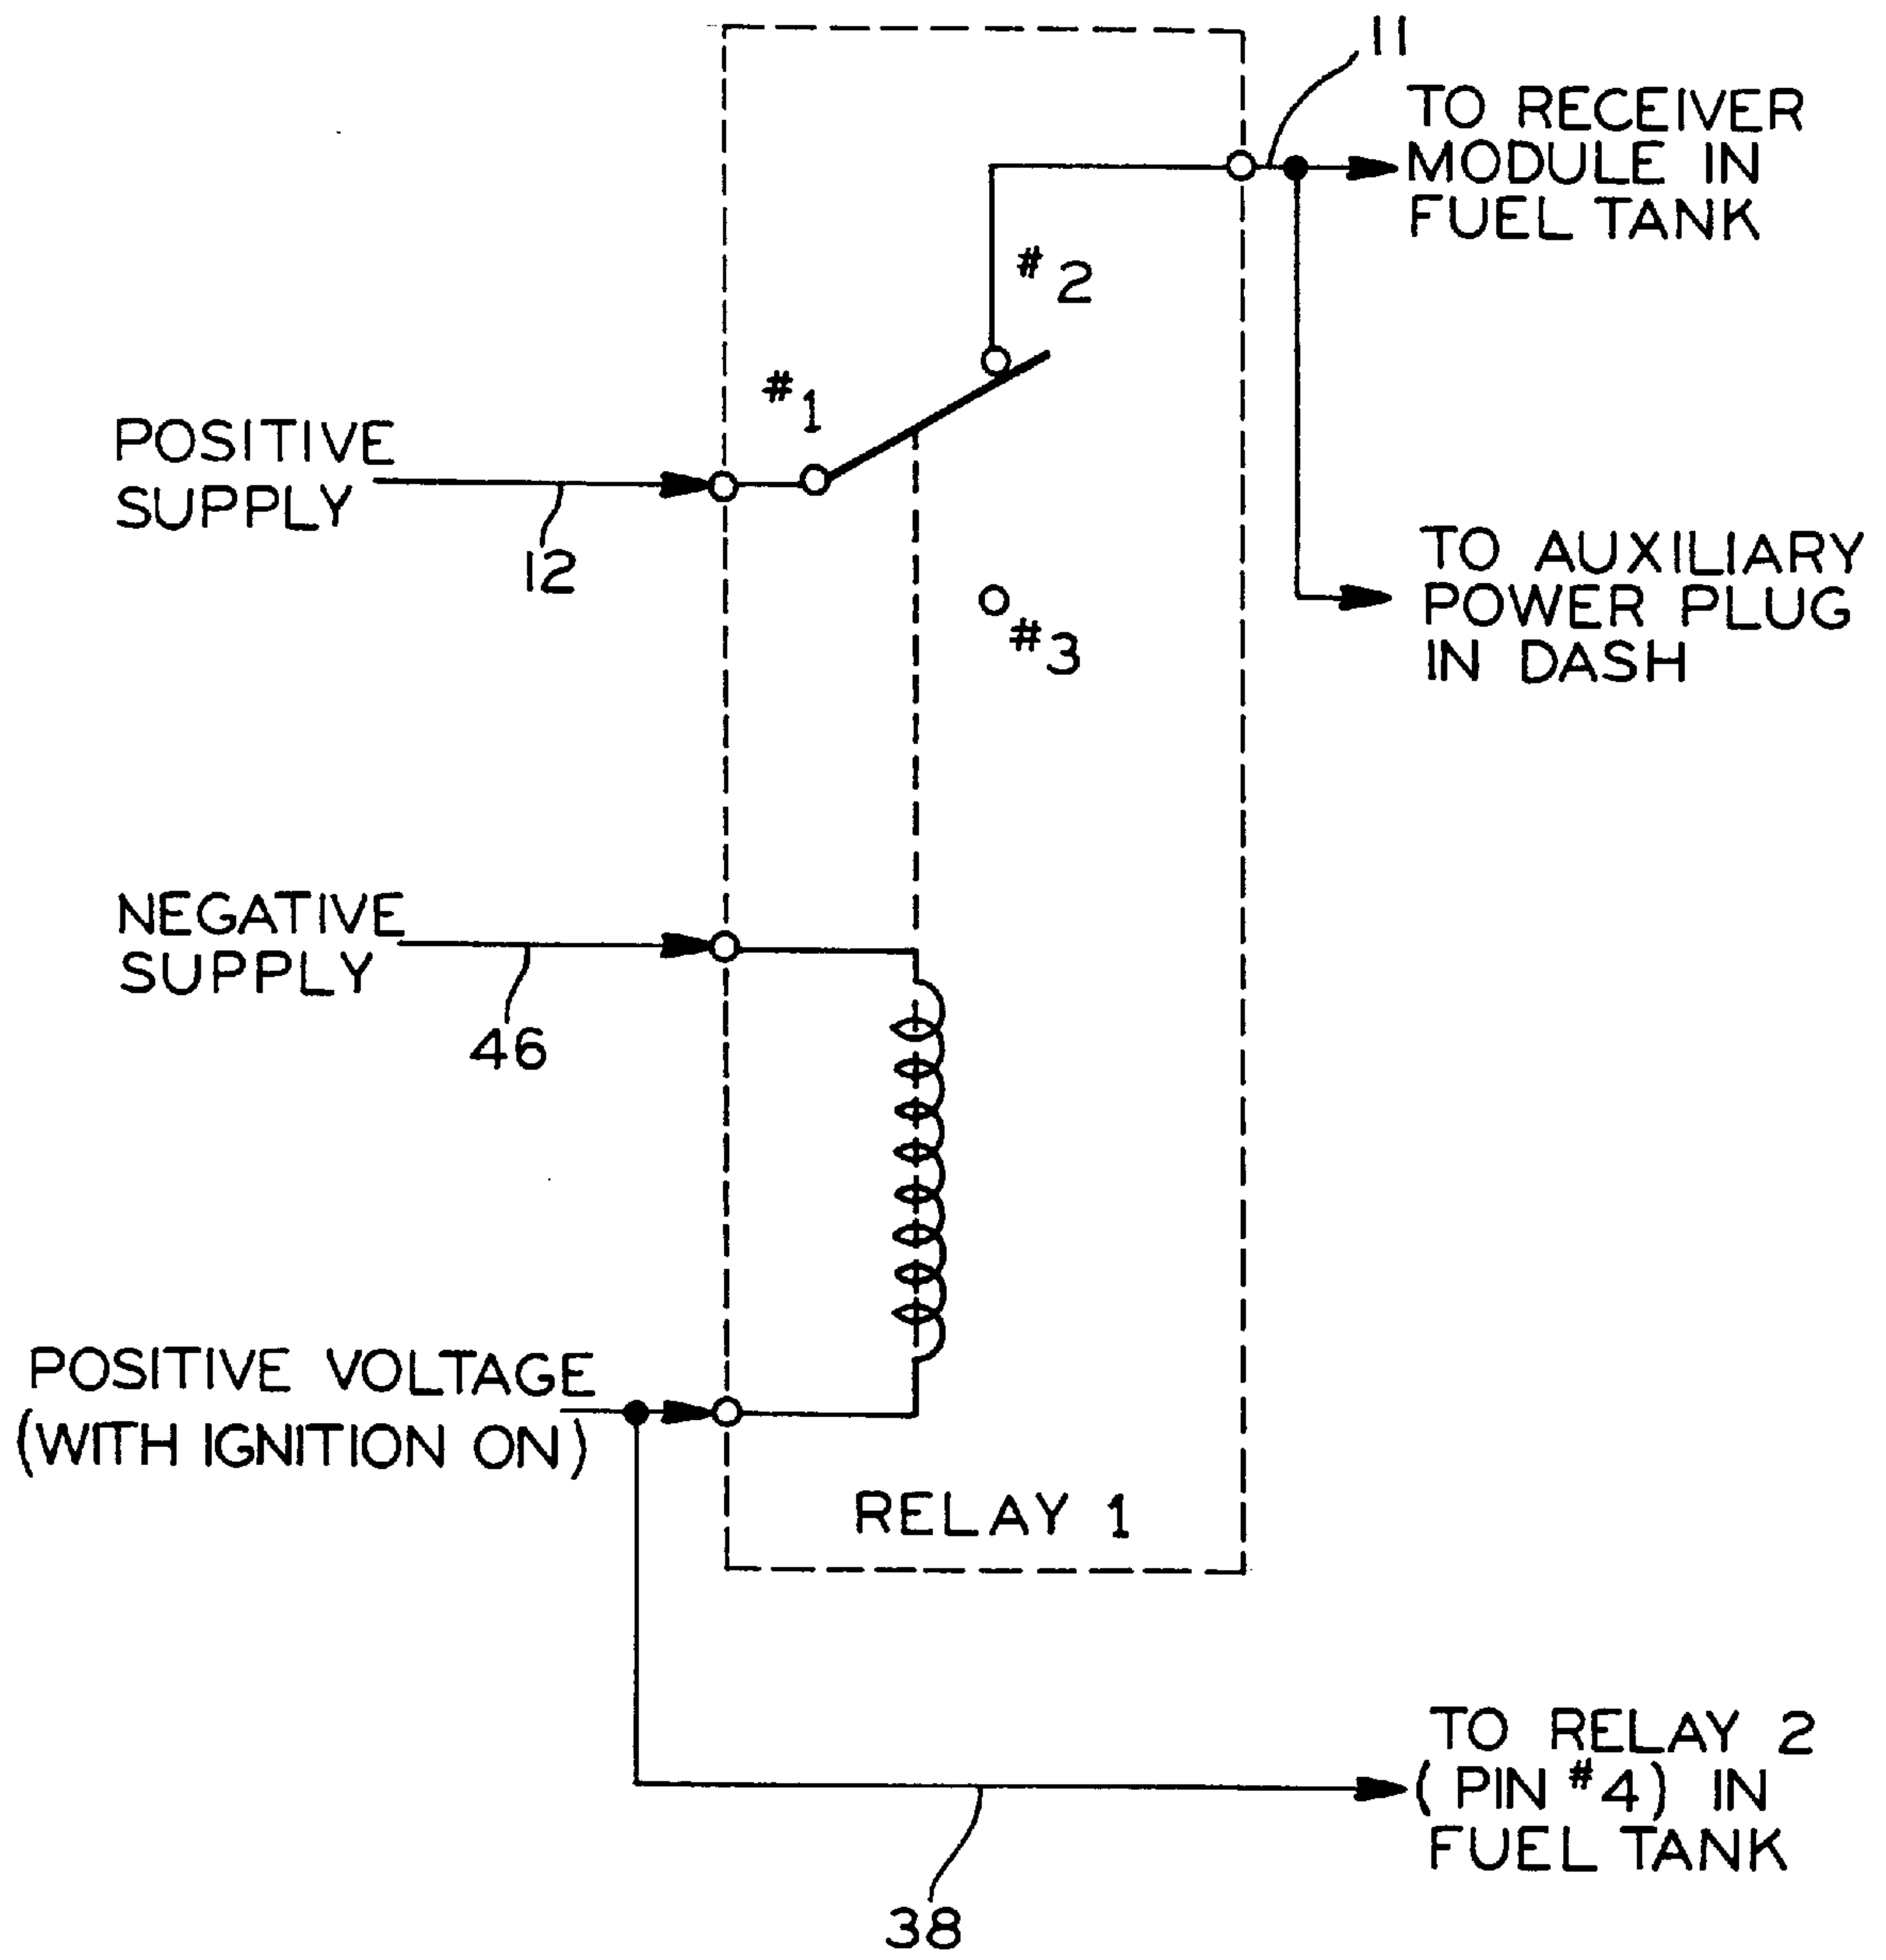 11
TO RECEIVER
MODULE IN
FUEL TANK
#2
#1
POSITIVE
SUPPLY
12
TO AUXILIARY
POWER PLUG
IN DASH
#3
NEGATIVE
SUPPLY
46
POSITIVE VOLTAGE
(WITH IGNITION ON)
RELAY 1
TO RELAY 2
(PIN #4) IN
FUEL TANK
38